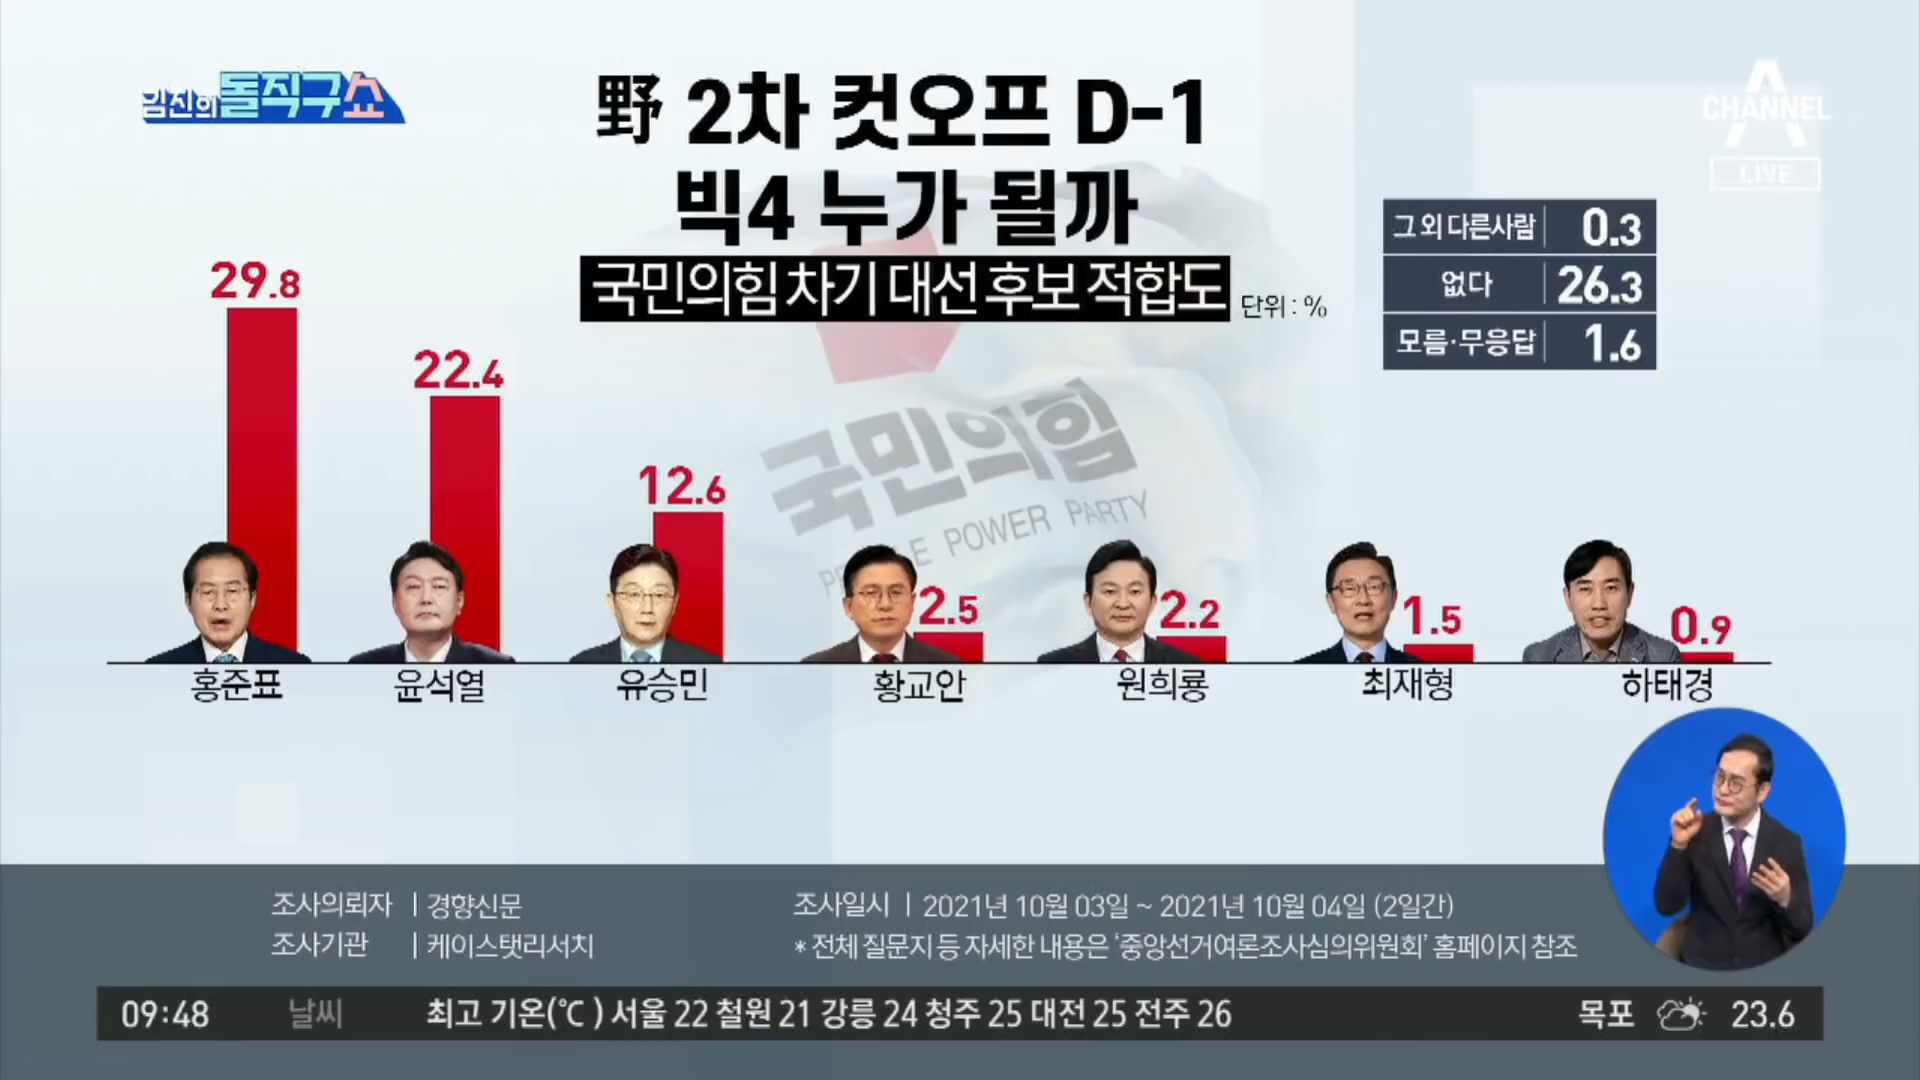 김진의 돌직구쇼
野 2차 컷오프 D-1
빅4 누가 될까
국민의힘 차기 대선 후보 적합도
단위 : %
CHANNEL A
LIVE
그 외 다른사람 0.3
없다 26.3
모름·무응답 1.6
29.8
22.4
12.6
2.5
2.2
1.5
0.9
국민의힘
PEOPLE POWER PARTY
홍준표 윤석열 유승민 황교안 원희룡 최재형 하태경
조사의뢰자 | 경향신문
조사일시 | 2021년 10월 03일 ~ 2021년 10월 04일 (2일간)
조사기관 | 케이스탯리서치
* 전체 질문지 등 자세한 내용은 '중앙선거여론조사심의위원회' 홈페이지 참조
09:48 날씨 최고 기온(℃) 서울 22 철원 21 강릉 24 청주 25 대전 25 전주 26 목포 23.6